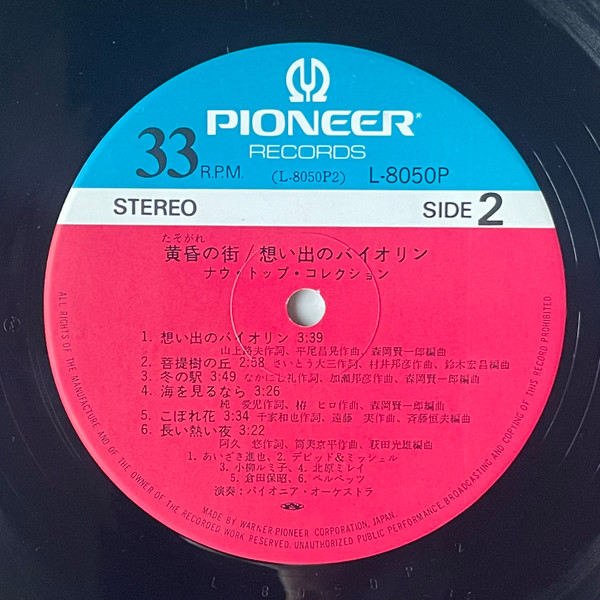 PIONEER®
RECORDS
33 R.P.M. (L-8050P2) L-8050P
STEREO SIDE 2
たそがれ
黄昏の街/想い出のバイオリン
ナウ・トップ・コレクション
1. 想い出のバイオリン 3:39
山上路夫作詞、平尾昌晃作曲、森岡賢一郎編曲
2. 菩提樹の丘 2:58 さいとう大三作詞、村井邦彦作曲、鈴木宏昌編曲
3. 冬の駅 3:49 なかにし礼作詞、加瀬邦彦作曲、森岡賢一郎編曲
4. 海を見るなら 3:26
純 愛児作詞、栫 ヒロ作曲、森岡賢一郎編曲
5. こぼれ花 3:34 千家和也作詞、遠藤 実作曲、斉藤恒夫編曲
6. 長い熱い夜 3:22
阿久 悠作詞、筒美京平作曲、萩田光雄編曲
1. あいざき進也、2. デビッド&ミッシェル
3. 小柳ルミ子、4. 北原ミレイ
5. 倉田保昭、6. ベルベッツ
演奏:パイオニア・オーケストラ
ALL RIGHTS OF THE MANUFACTURE AND OF THE OWNER OF THE RECORDED WORK RESERVED. UNAUTHORIZED PUBLIC PERFORMANCE, BROADCASTING AND COPYING OF THIS RECORD PROHIBITED
MADE BY WARNER-PIONEER CORPORATION, JAPAN.
L-8050P 2